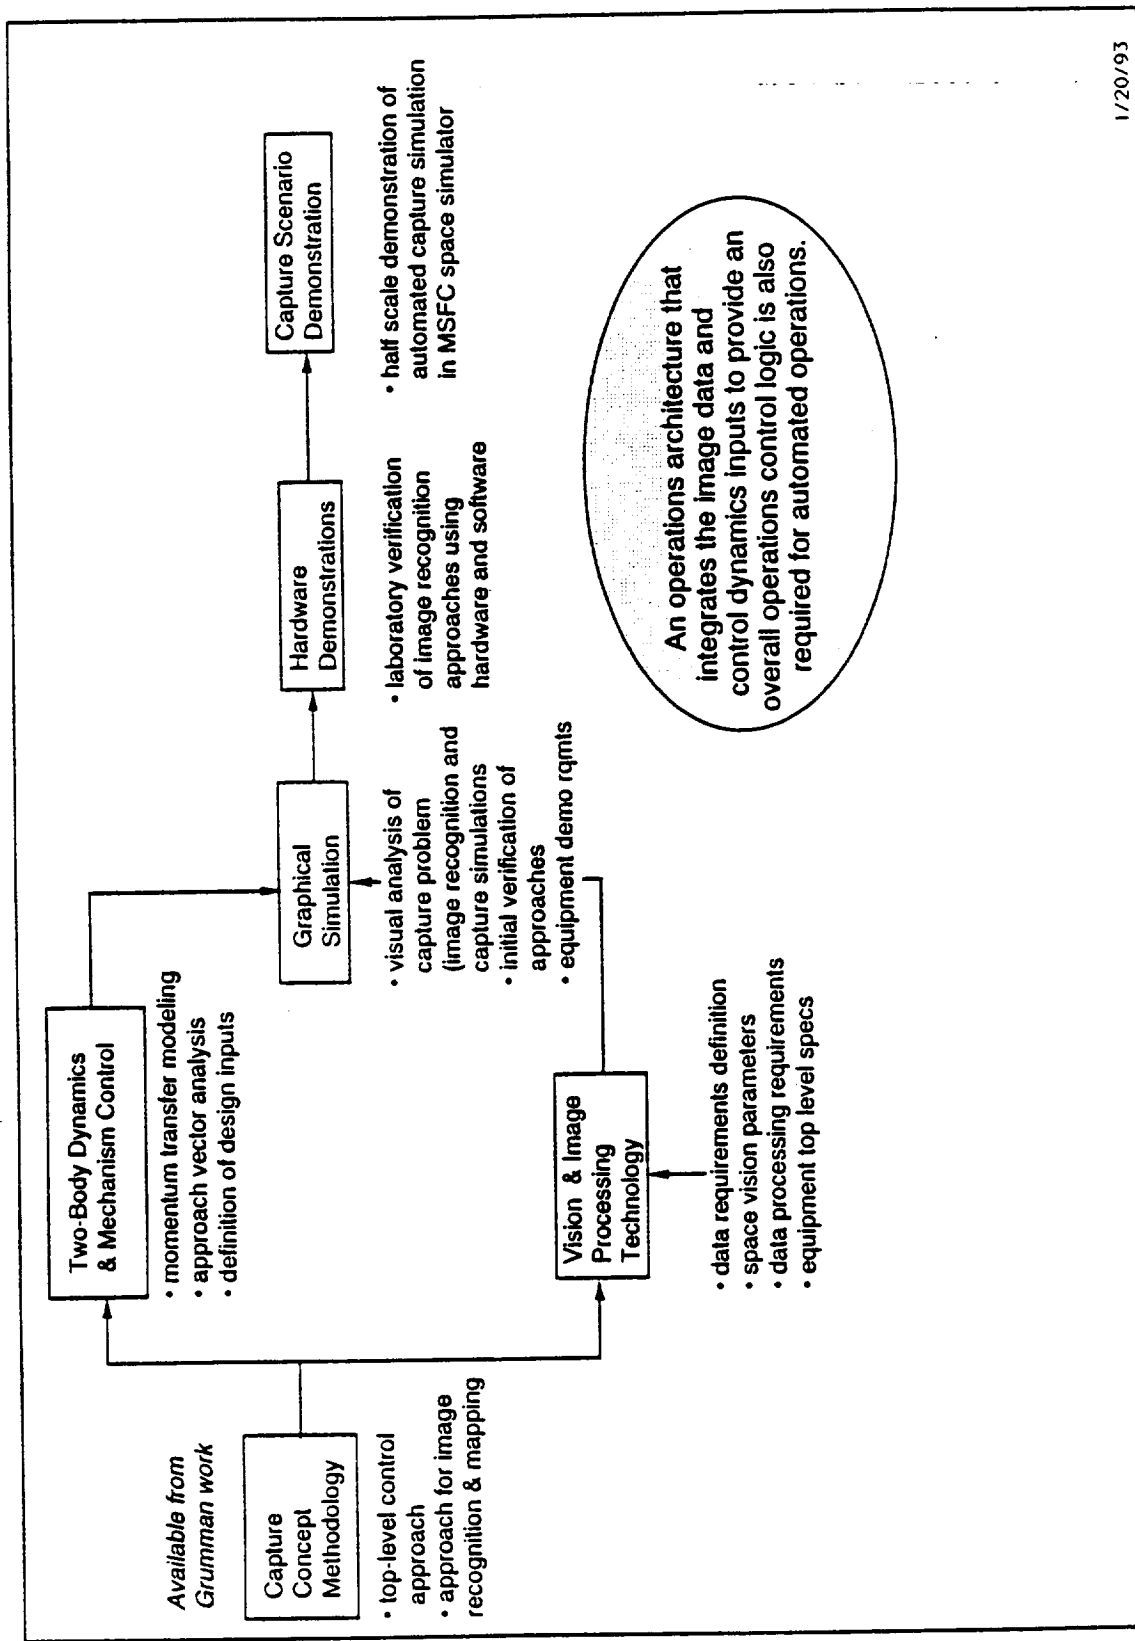 Available from
Grumman work
Capture
Concept
Methodology
• top-level control
approach
• approach for image
recognition & mapping
Two-Body Dynamics
& Mechanism Control
• momentum transfer modeling
• approach vector analysis
• definition of design inputs
Vision & Image
Processing
Technology
• data requirements definition
• space vision parameters
• data processing requirements
• equipment top level specs
Graphical
Simulation
• visual analysis of
capture problem
(image recognition and
capture simulations
• initial verification of
approaches
• equipment demo rqmts
Hardware
Demonstrations
• laboratory verification
of image recognition
approaches using
hardware and software
Capture Scenario
Demonstration
• half scale demonstration of
automated capture simulation
in MSFC space simulator
An operations architecture that
integrates the image data and
control dynamics inputs to provide an
overall operations control logic is also
required for automated operations.
1/20/93